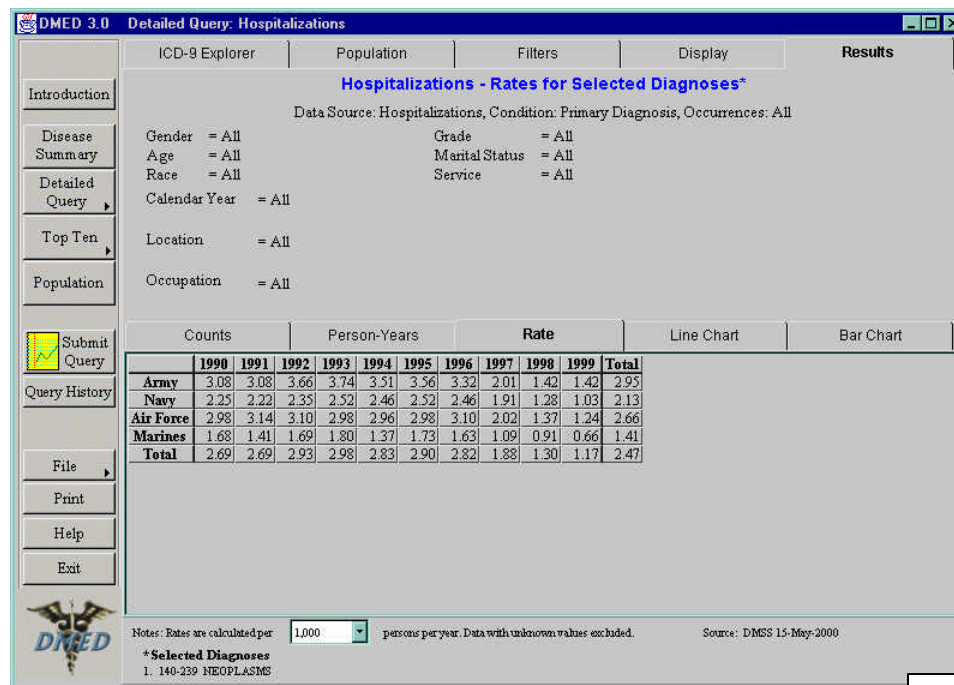 DMED 3.0 Detailed Query: Hospitalizations
ICD-9 Explorer Population Filters Display Results
Introduction
Disease Summary
Detailed Query
Top Ten
Population
Submit Query
Query History
File
Print
Help
Exit
DMED
Hospitalizations - Rates for Selected Diagnoses*
Data Source: Hospitalizations, Condition: Primary Diagnosis, Occurrences: All
Gender = All Grade = All
Age = All Marital Status = All
Race = All Service = All
Calendar Year = All
Location = All
Occupation = All
Counts Person-Years Rate Line Chart Bar Chart
1990 1991 1992 1993 1994 1995 1996 1997 1998 1999 Total
Army 3.08 3.08 3.66 3.74 3.51 3.56 3.32 2.01 1.42 1.42 2.95
Navy 2.25 2.22 2.35 2.52 2.46 2.52 2.46 1.91 1.28 1.03 2.13
Air Force 2.98 3.14 3.10 2.98 2.96 2.98 3.10 2.02 1.37 1.24 2.66
Marines 1.68 1.41 1.69 1.80 1.37 1.73 1.63 1.09 0.91 0.66 1.41
Total 2.69 2.69 2.93 2.98 2.83 2.90 2.82 1.88 1.30 1.17 2.47
Notes: Rates are calculated per 1,000 persons per year. Data with unknown values excluded. Source: DMSS 15-May-2000
*Selected Diagnoses
1. 140-239 NEOPLASMS